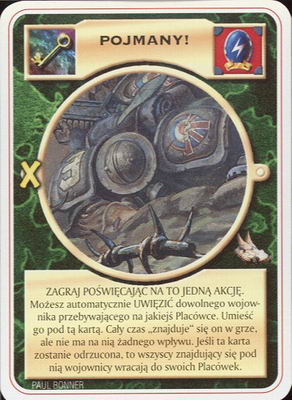 POJMANY!
ZAGRAJ POŚWIĘCAJĄC NA TO JEDNĄ AKCJĘ.
Możesz automatycznie UWIĘZIĆ dowolnego wojow-
nika przebywającego na jakiejś Placówce. Umieść
go pod tą kartą. Cały czas „znajduje” się on w grze,
ale nie ma na nią żadnego wpływu. Jeśli ta karta
zostanie odrzucona, to wszyscy znajdujący się pod
nią wojownicy wracają do swoich Placówek.
PAUL BONNER